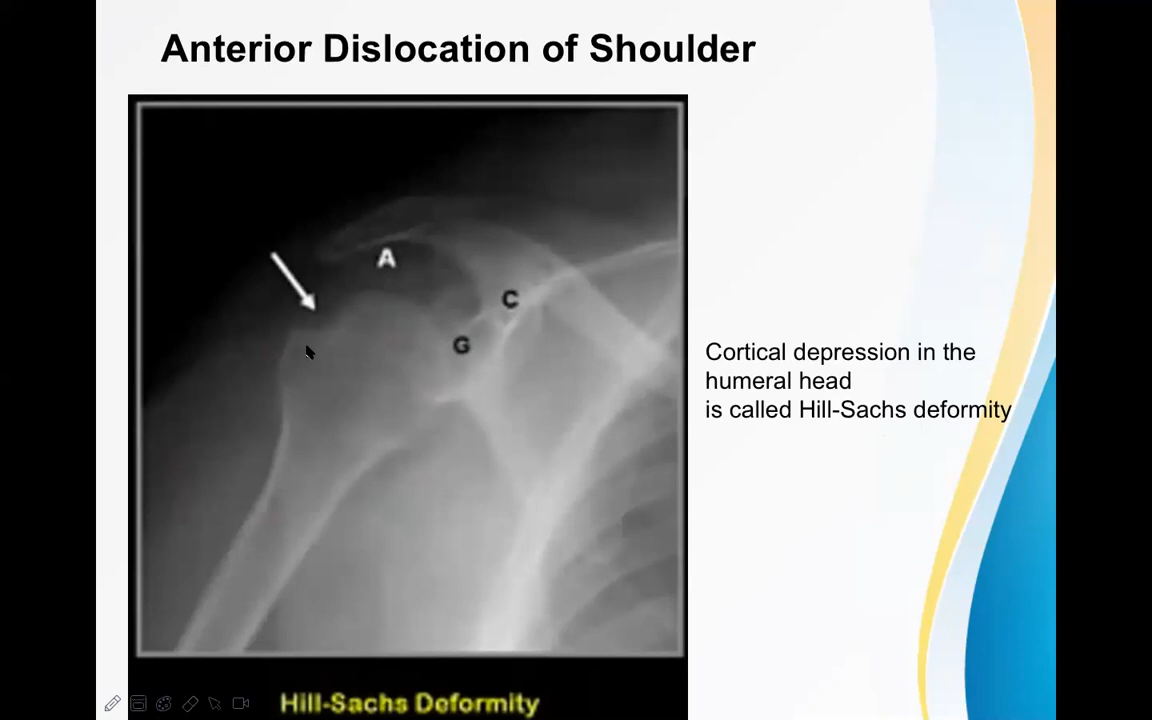 Anterior Dislocation of Shoulder
A
C
G
Cortical depression in the
humeral head
is called Hill-Sachs deformity
Hill-Sachs Deformity